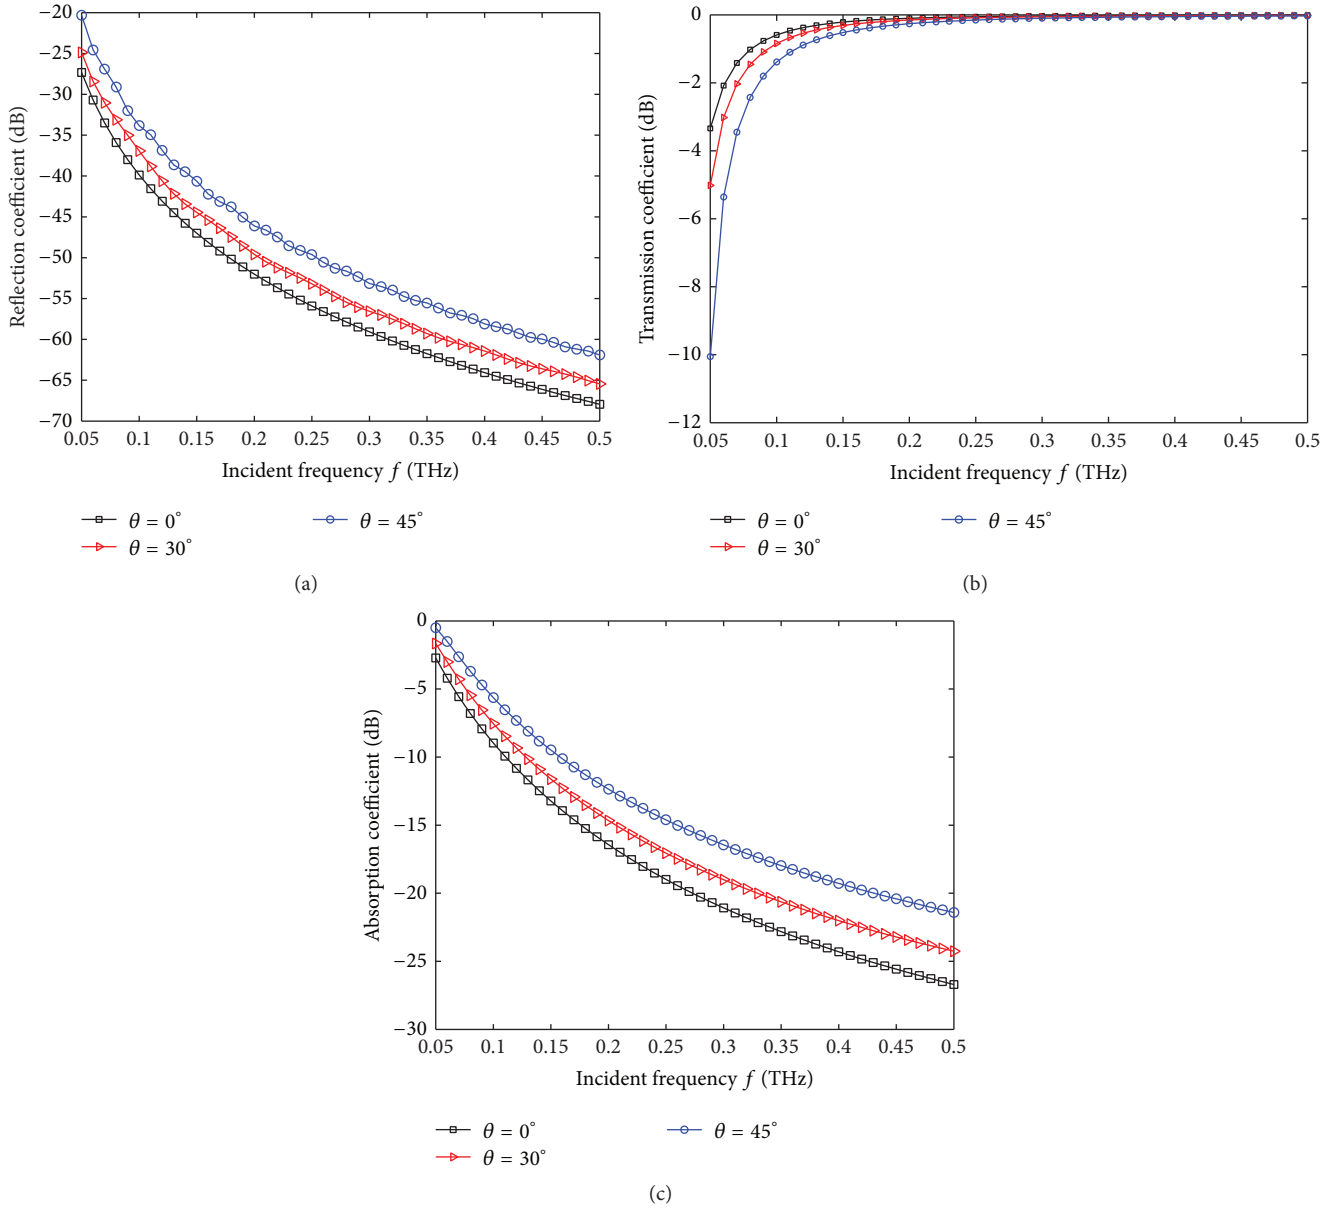 −20
−25
−30
−35
−40
−45
−50
−55
−60
−65
−70
Reflection coefficient (dB)
0.05 0.1 0.15 0.2 0.25 0.3 0.35 0.4 0.45 0.5
Incident frequency f (THz)
θ = 0°
θ = 30°
θ = 45°
(a)
0
−2
−4
−6
−8
−10
−12
Transmission coefficient (dB)
0.05 0.1 0.15 0.2 0.25 0.3 0.35 0.4 0.45 0.5
Incident frequency f (THz)
θ = 0°
θ = 30°
θ = 45°
(b)
0
−5
−10
−15
−20
−25
−30
Absorption coefficient (dB)
0.05 0.1 0.15 0.2 0.25 0.3 0.35 0.4 0.45 0.5
Incident frequency f (THz)
θ = 0°
θ = 30°
θ = 45°
(c)